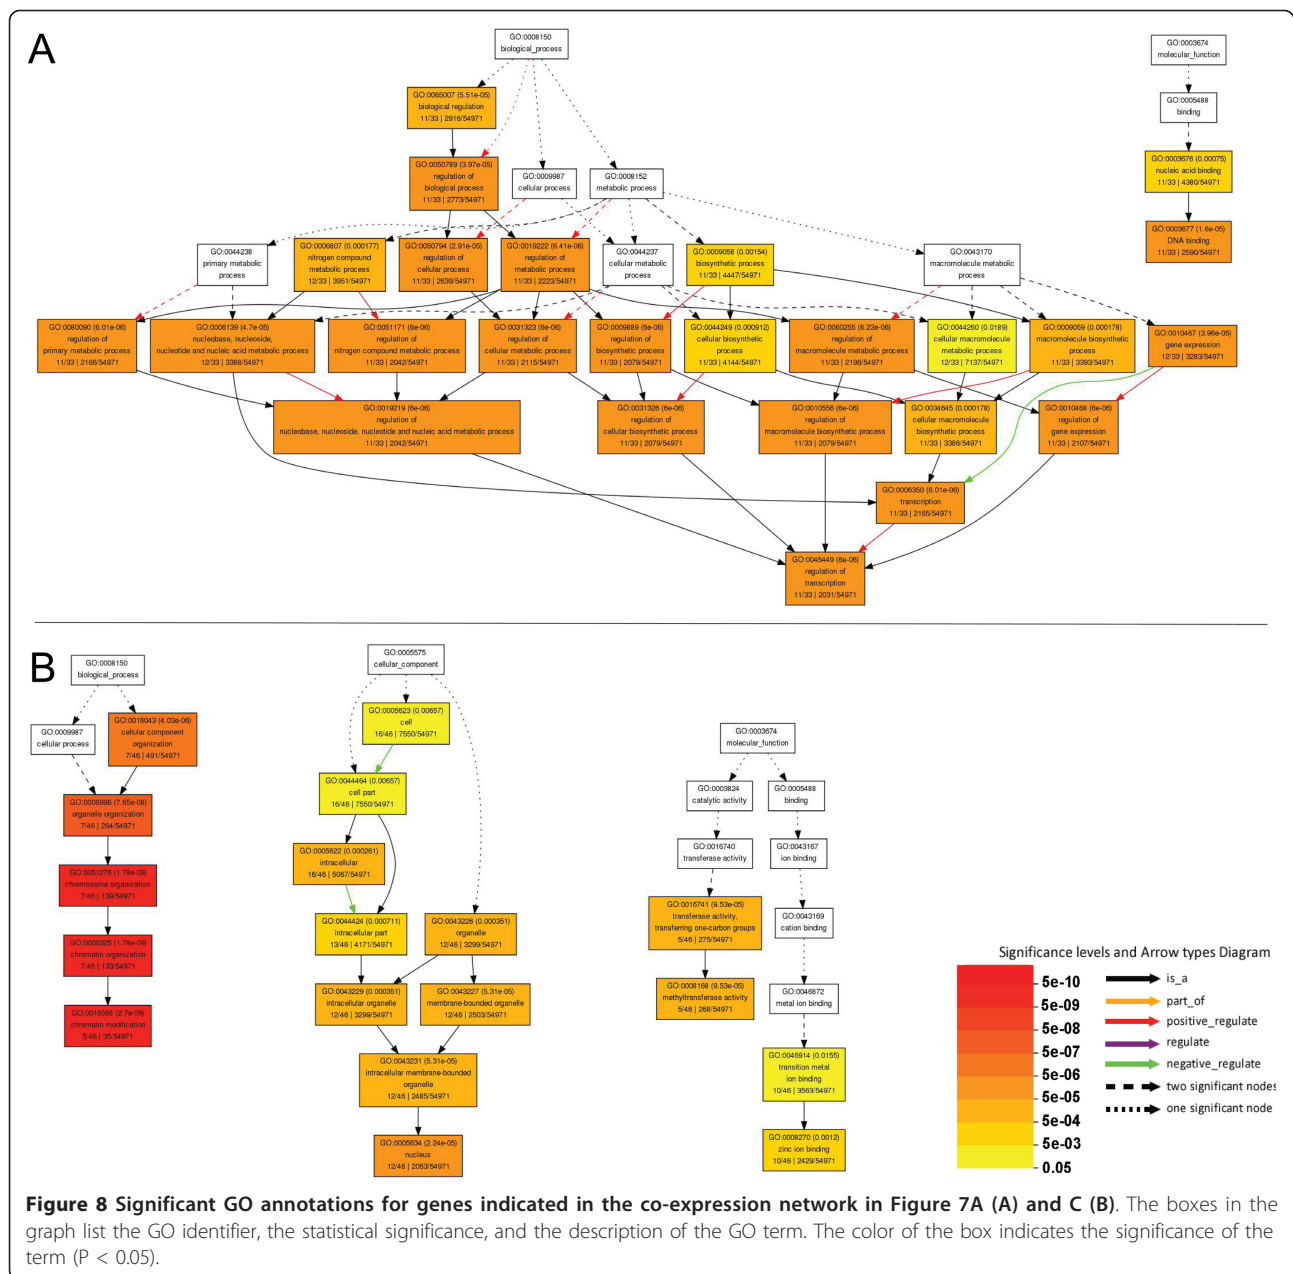 A
GO:0008150
biological_process
GO:0003674
molecular_function
GO:0065007 (5.51e-05)
biological regulation
11/33 | 2916/54971
GO:0005488
binding
GO:0050789 (3.97e-05)
regulation of
biological process
11/33 | 2773/54971
GO:0009987
cellular process
GO:0008152
metabolic process
GO:0003676 (0.00075)
nucleic acid binding
11/33 | 4380/54971
GO:0003677 (1.6e-05)
DNA binding
11/33 | 2590/54971
GO:0044238
primary metabolic
process
GO:0006807 (0.000177)
nitrogen compound
metabolic process
12/33 | 3951/54971
GO:0050794 (2.91e-05)
regulation of
cellular process
11/33 | 2639/54971
GO:0019222 (6.41e-06)
regulation of
metabolic process
11/33 | 2223/54971
GO:0044237
cellular metabolic
process
GO:0009058 (0.00154)
biosynthetic process
11/33 | 4447/54971
GO:0043170
macromolecule metabolic
process
GO:0080090 (6.01e-06)
regulation of
primary metabolic process
11/33 | 2166/54971
GO:0006139 (4.7e-05)
nucleobase, nucleoside,
nucleotide and nucleic acid metabolic process
12/33 | 3388/54971
GO:0051171 (6e-06)
regulation of
nitrogen compound metabolic process
11/33 | 2042/54971
GO:0031323 (6e-06)
regulation of
cellular metabolic process
11/33 | 2115/54971
GO:0009889 (6e-06)
regulation of
biosynthetic process
11/33 | 2079/54971
GO:0044249 (0.000912)
cellular biosynthetic
process
11/33 | 4144/54971
GO:0060255 (6.23e-06)
regulation of
macromolecule metabolic process
11/33 | 2196/54971
GO:0044260 (0.0189)
cellular macromolecule
metabolic process
12/33 | 7137/54971
GO:0009059 (0.000178)
macromolecule biosynthetic
process
11/33 | 3393/54971
GO:0010467 (3.96e-05)
gene expression
12/33 | 3283/54971
GO:0019219 (6e-06)
regulation of
nucleobase, nucleoside, nucleotide and nucleic acid metabolic process
11/33 | 2042/54971
GO:0031326 (6e-06)
regulation of
cellular biosynthetic process
11/33 | 2079/54971
GO:0010556 (6e-06)
regulation of
macromolecule biosynthetic process
11/33 | 2079/54971
GO:0034645 (0.000178)
cellular macromolecule
biosynthetic process
11/33 | 3386/54971
GO:0010468 (6e-06)
regulation of
gene expression
11/33 | 2107/54971
GO:0006350 (6.01e-06)
transcription
11/33 | 2165/54971
GO:0045449 (6e-06)
regulation of
transcription
11/33 | 2031/54971
B
GO:0008150
biological_process
GO:0009987
cellular process
GO:0016043 (4.03e-06)
cellular component
organization
7/46 | 491/54971
GO:0006996 (7.65e-08)
organelle organization
7/46 | 264/54971
GO:0051276 (1.78e-09)
chromosome organization
7/46 | 139/54971
GO:0006325 (1.78e-09)
chromatin organization
7/46 | 133/54971
GO:0016568 (2.7e-09)
chromatin modification
5/46 | 35/54971
GO:0005575
cellular_component
GO:0005623 (0.00657)
cell
16/46 | 7550/54971
GO:0044464 (0.00657)
cell part
16/46 | 7550/54971
GO:0005622 (0.000261)
intracellular
16/46 | 5067/54971
GO:0044424 (0.000711)
intracellular part
13/46 | 4171/54971
GO:0043226 (0.000351)
organelle
12/46 | 3299/54971
GO:0043229 (0.000351)
intracellular organelle
12/46 | 3299/54971
GO:0043227 (5.31e-05)
membrane-bounded organelle
12/46 | 2503/54971
GO:0043231 (5.31e-05)
intracellular membrane-bounded
organelle
12/46 | 2485/54971
GO:0005634 (2.24e-05)
nucleus
12/46 | 2053/54971
GO:0003674
molecular_function
GO:0003824
catalytic activity
GO:0005488
binding
GO:0016740
transferase activity
GO:0043167
ion binding
GO:0016741 (9.53e-05)
transferase activity,
transferring one-carbon groups
5/46 | 275/54971
GO:0043169
cation binding
GO:0008168 (9.53e-05)
methyltransferase activity
5/46 | 268/54971
GO:0046872
metal ion binding
GO:0046914 (0.0155)
transition metal
ion binding
10/46 | 3563/54971
GO:0008270 (0.0012)
zinc ion binding
10/46 | 2429/54971
Significance levels and Arrow types Diagram
5e-10
5e-09
5e-08
5e-07
5e-06
5e-05
5e-04
5e-03
0.05
is_a
part_of
positive_regulate
regulate
negative_regulate
two significant nodes
one significant node
Figure 8 Significant GO annotations for genes indicated in the co-expression network in Figure 7A (A) and C (B). The boxes in the
graph list the GO identifier, the statistical significance, and the description of the GO term. The color of the box indicates the significance of the
term (P < 0.05).